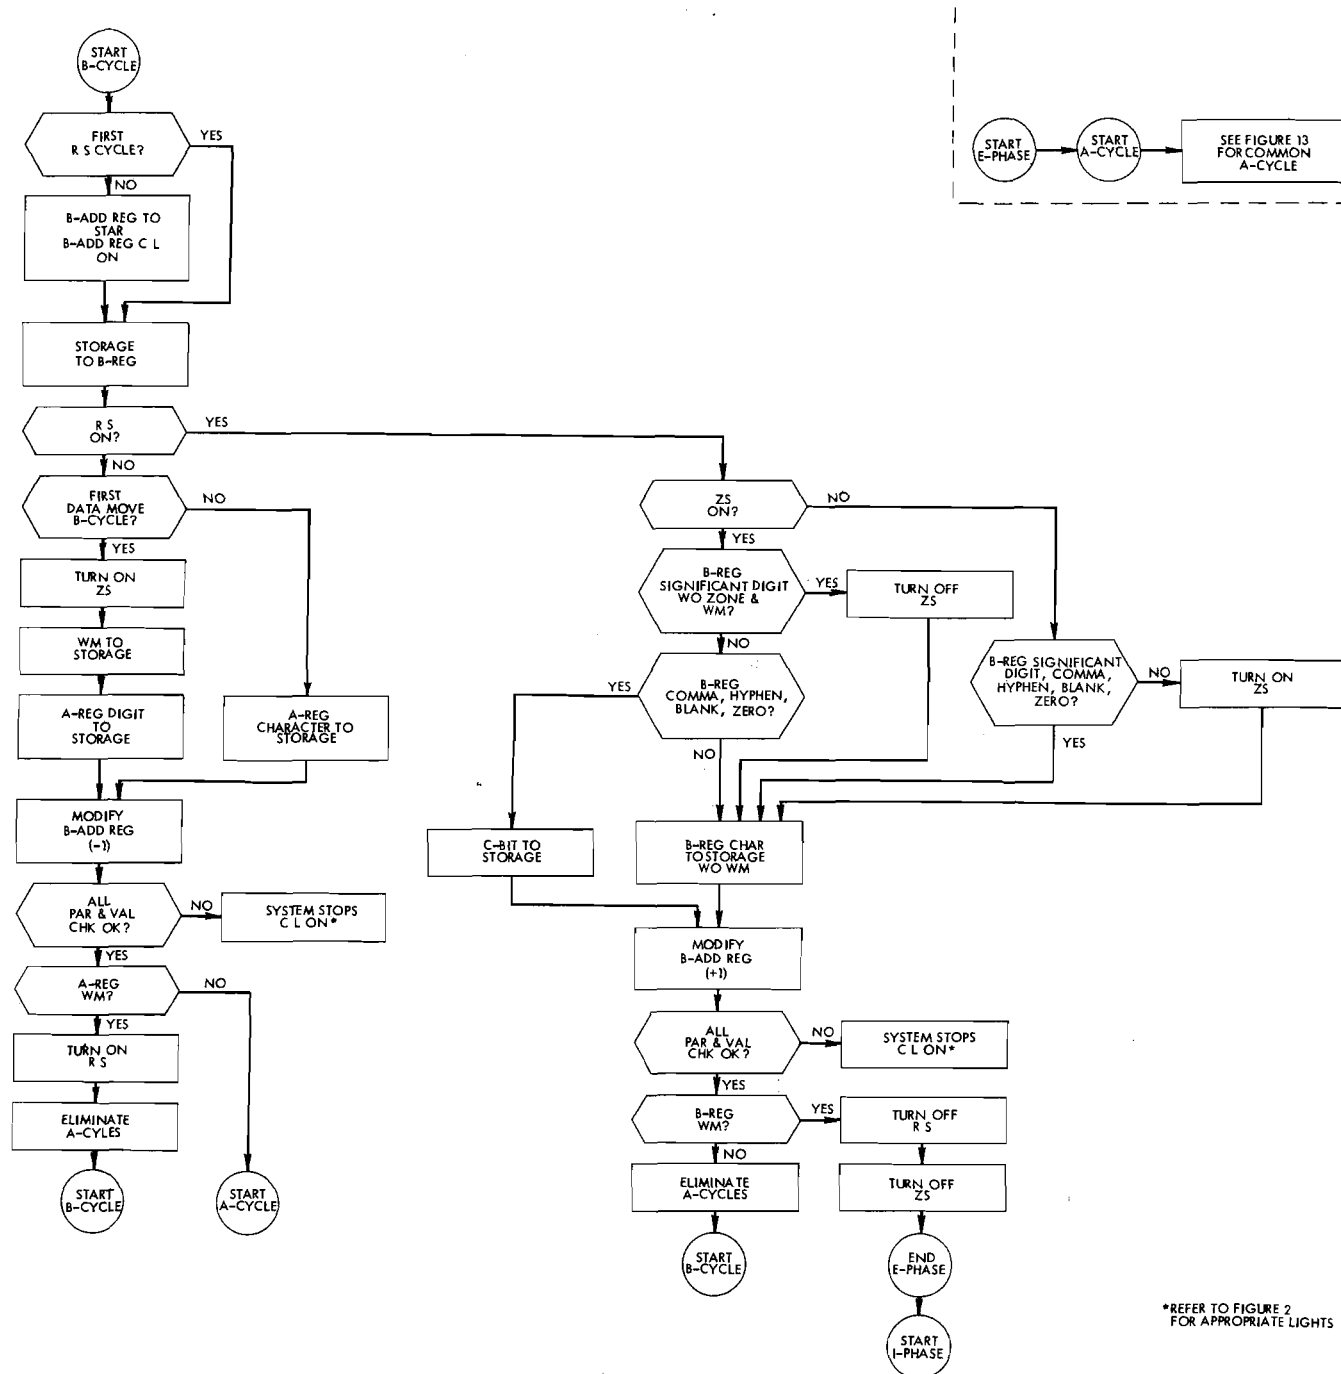 START
B-CYCLE
FIRST
R S CYCLE?
YES
NO
B-ADD REG TO
STAR
B-ADD REG C L
ON
STORAGE
TO B-REG
R S
ON?
YES
NO
FIRST
DATA MOVE
B-CYCLE?
NO
YES
TURN ON
ZS
WM TO
STORAGE
A-REG DIGIT
TO
STORAGE
A-REG
CHARACTER TO
STORAGE
MODIFY
B-ADD REG
(-1)
ALL
PAR & VAL
CHK OK?
NO
SYSTEM STOPS
C L ON*
YES
A-REG
WM?
NO
YES
TURN ON
R S
ELIMINATE
A-CYLES
START
B-CYCLE
START
A-CYCLE
START
E-PHASE
START
A-CYCLE
SEE FIGURE 13
FOR COMMON
A-CYCLE
ZS
ON?
NO
YES
B-REG
SIGNIFICANT DIGIT
WO ZONE &
WM?
YES
TURN OFF
ZS
NO
B-REG
COMMA, HYPHEN,
BLANK, ZERO?
YES
NO
B-REG SIGNIFICANT
DIGIT, COMMA,
HYPHEN, BLANK,
ZERO?
NO
TURN ON
ZS
YES
C-BIT TO
STORAGE
B-REG CHAR
TO STORAGE
WO WM
MODIFY
B-ADD REG
(+1)
ALL
PAR & VAL
CHK OK?
NO
SYSTEM STOPS
C L ON*
YES
B-REG
WM?
YES
TURN OFF
R S
NO
ELIMINATE
A-CYCLES
TURN OFF
ZS
START
B-CYCLE
END
E-PHASE
START
I-PHASE
*REFER TO FIGURE 2
FOR APPROPRIATE LIGHTS